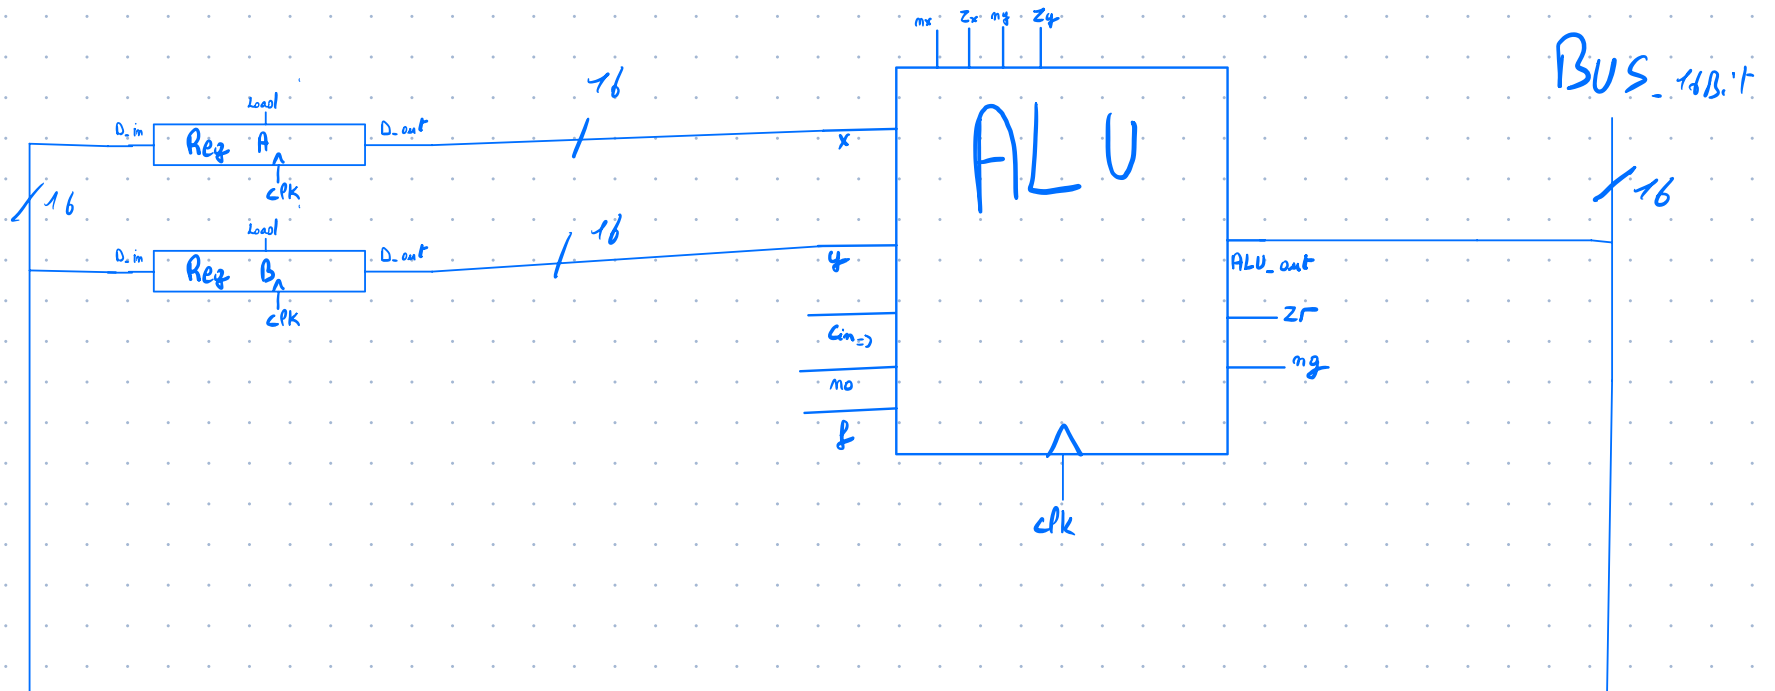 nx zx ny zy
BUS_16Bit
16
Load
D_in
Reg A
D_out
clk
x
ALU
16
16
Load
D_in
Reg B
D_out
clk
16
y
ALU_out
Cin=>
zr
no
ng
f
clk